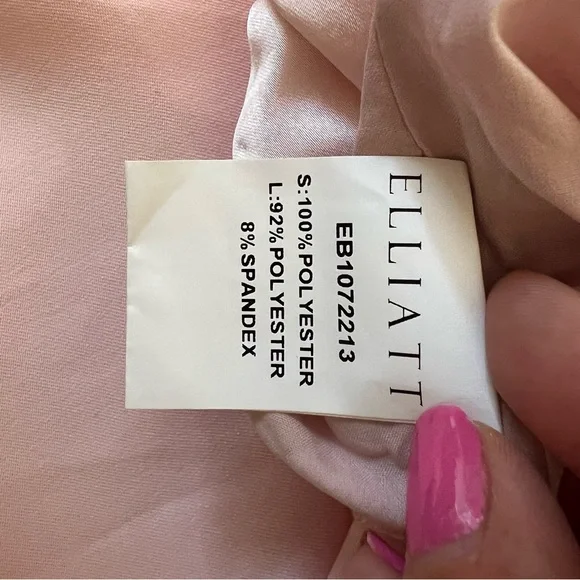 ELLIATT
EB1072213
S:100%POLYESTER
L:92%POLYESTER
8%SPANDEX